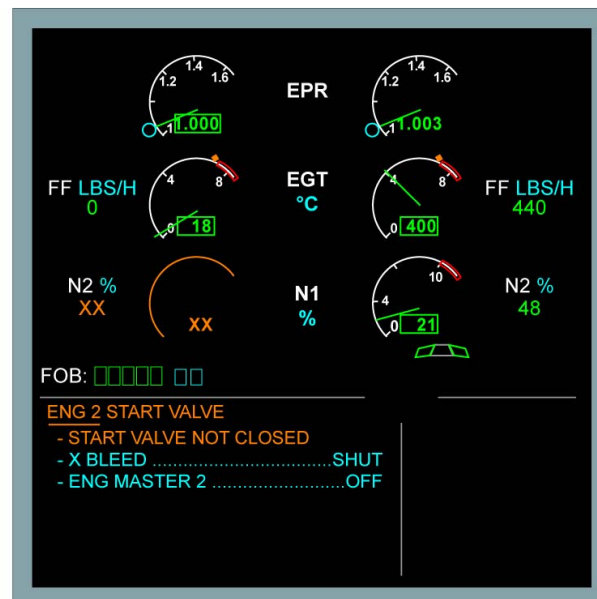 1.2 1.4 1.6 EPR 1.2 1.4 1.6
1 1.000 1 1.003
FF LBS/H 4 8 EGT 4 8 FF LBS/H
0 0 18 °C 0 400 440
N2 % N1 10 N2 %
XX XX % 4 48
0 21
FOB:
ENG 2 START VALVE
- START VALVE NOT CLOSED
- X BLEED ..................................SHUT
- ENG MASTER 2 .........................OFF